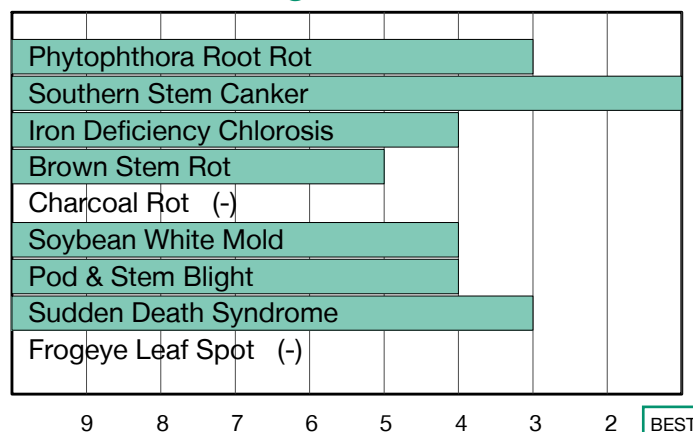 Phytophthora Root Rot
Southern Stem Canker
Iron Deficiency Chlorosis
Brown Stem Rot
Charcoal Rot (-)
Soybean White Mold
Pod & Stem Blight
Sudden Death Syndrome
Frogeye Leaf Spot (-)
9 8 7 6 5 4 3 2 BEST